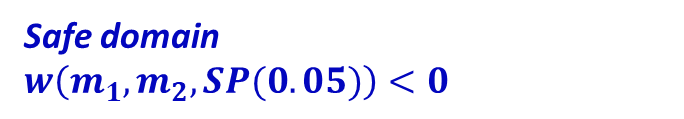 Safe domain
w(m₁,m₂,SP(0.05)) < 0